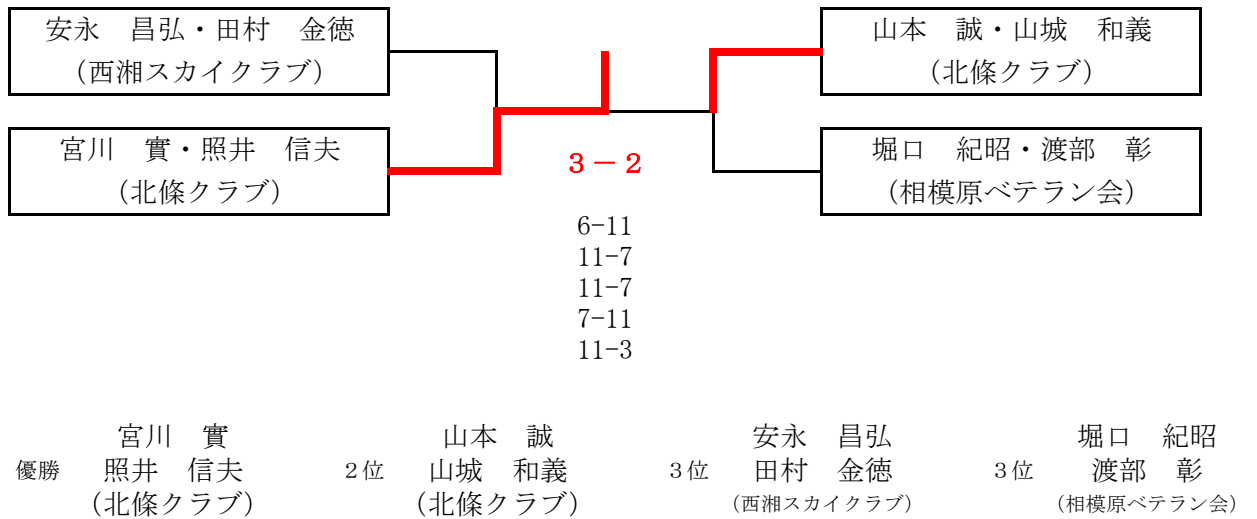 安永　昌弘・田村　金徳
(西湘スカイクラブ)
山本　誠・山城　和義
(北條クラブ)
宮川　實・照井　信夫
(北條クラブ)
堀口　紀昭・渡部　彰
(相模原ベテラン会)
3－2
6-11
11-7
11-7
7-11
11-3
優勝
宮川　實
照井　信夫
(北條クラブ)
2位
山本　誠
山城　和義
(北條クラブ)
3位
安永　昌弘
田村　金徳
(西湘スカイクラブ)
3位
堀口　紀昭
渡部　彰
(相模原ベテラン会)